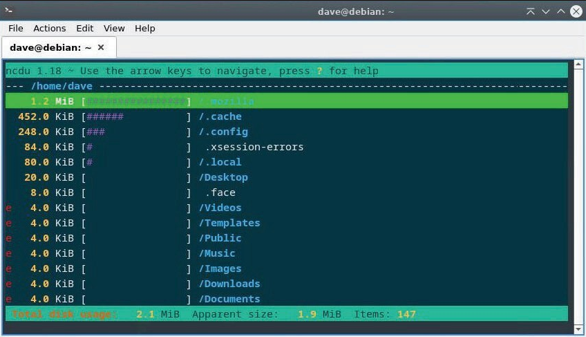 dave@debian: ~
File Actions Edit View Help
dave@debian: ~ ×
ncdu 1.18 ~ Use the arrow keys to navigate, press ? for help
--- /home/dave ---
1.2 MiB [################] /.mozilla
452.0 KiB [###### ] /.cache
248.0 KiB [### ] /.config
84.0 KiB [# ] .xsession-errors
80.0 KiB [# ] /.local
20.0 KiB [ ] /Desktop
8.0 KiB [ ] .face
e 4.0 KiB [ ] /Videos
e 4.0 KiB [ ] /Templates
e 4.0 KiB [ ] /Public
e 4.0 KiB [ ] /Music
e 4.0 KiB [ ] /Images
e 4.0 KiB [ ] /Downloads
e 4.0 KiB [ ] /Documents
Total disk usage: 2.1 MiB Apparent size: 1.9 MiB Items: 147